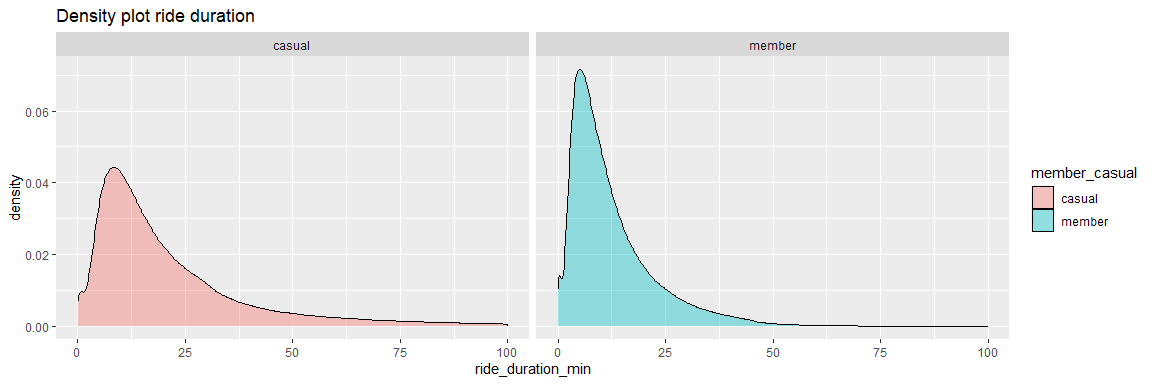 Density plot ride duration
casual
member
density
0.06
0.04
0.02
0.00
0 25 50 75 100
0 25 50 75 100
ride_duration_min
member_casual
casual
member